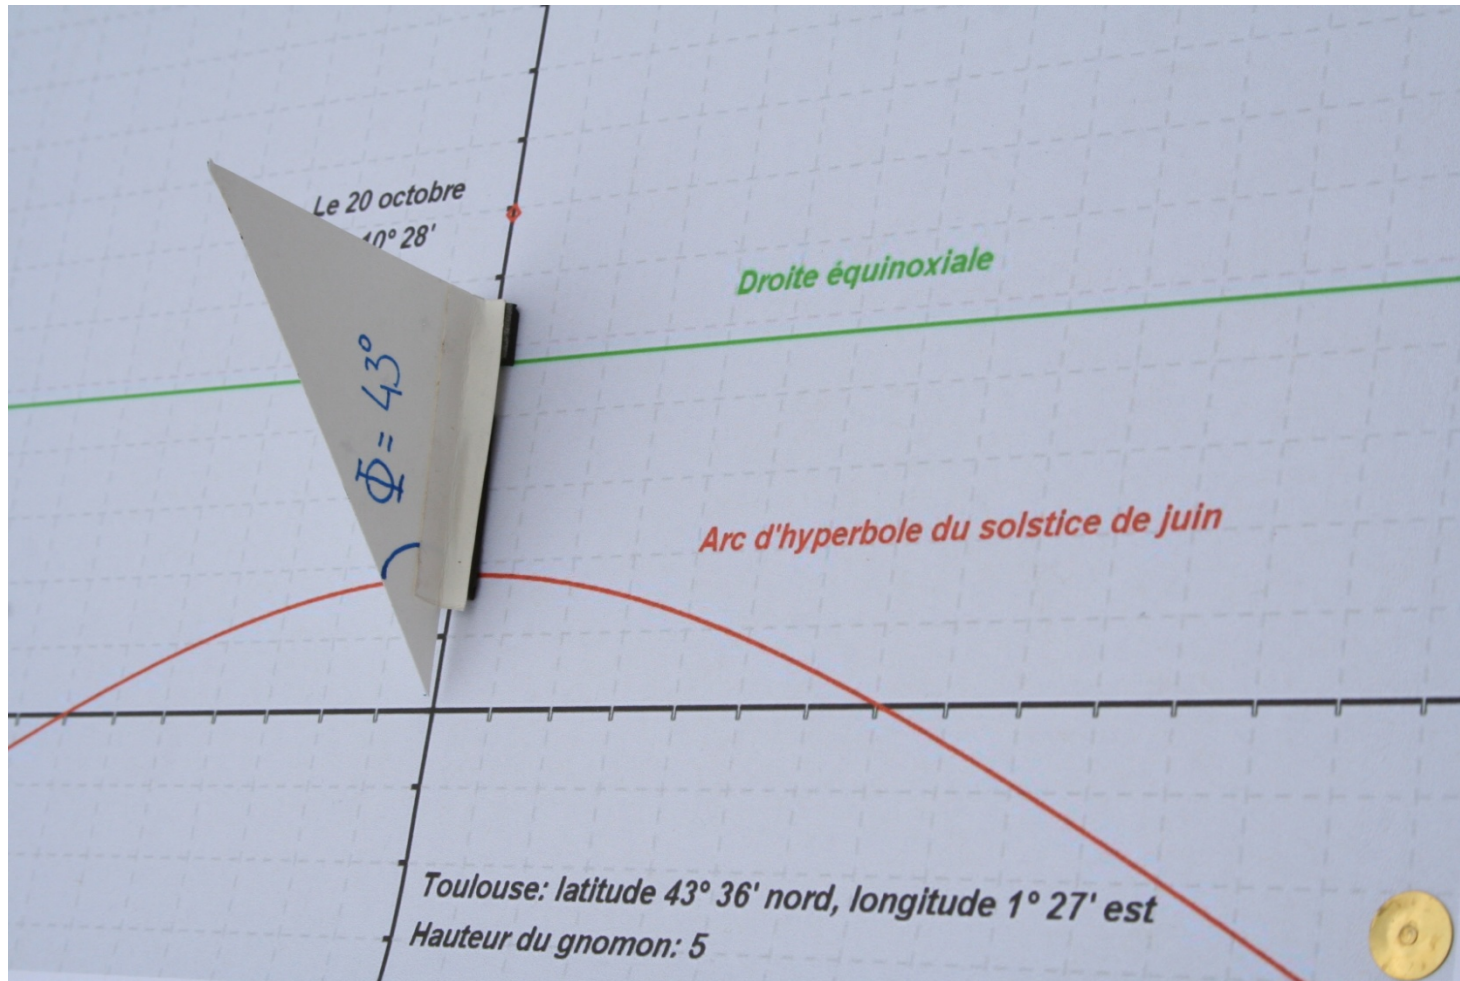 Le 20 octobre
10° 28'
Droite équinoxiale
Φ = 43°
Arc d'hyperbole du solstice de juin
Toulouse: latitude 43° 36' nord, longitude 1° 27' est
Hauteur du gnomon: 5